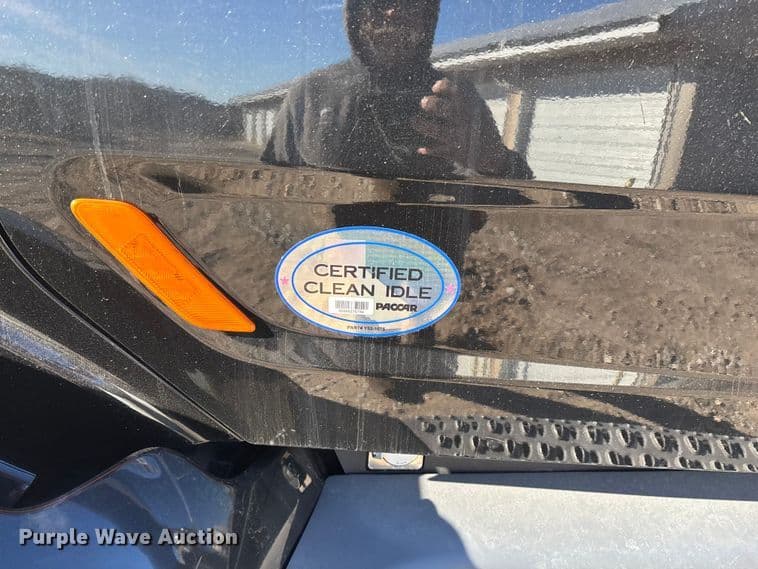 CERTIFIED
CLEAN IDLE
PACCAR
Purple Wave Auction